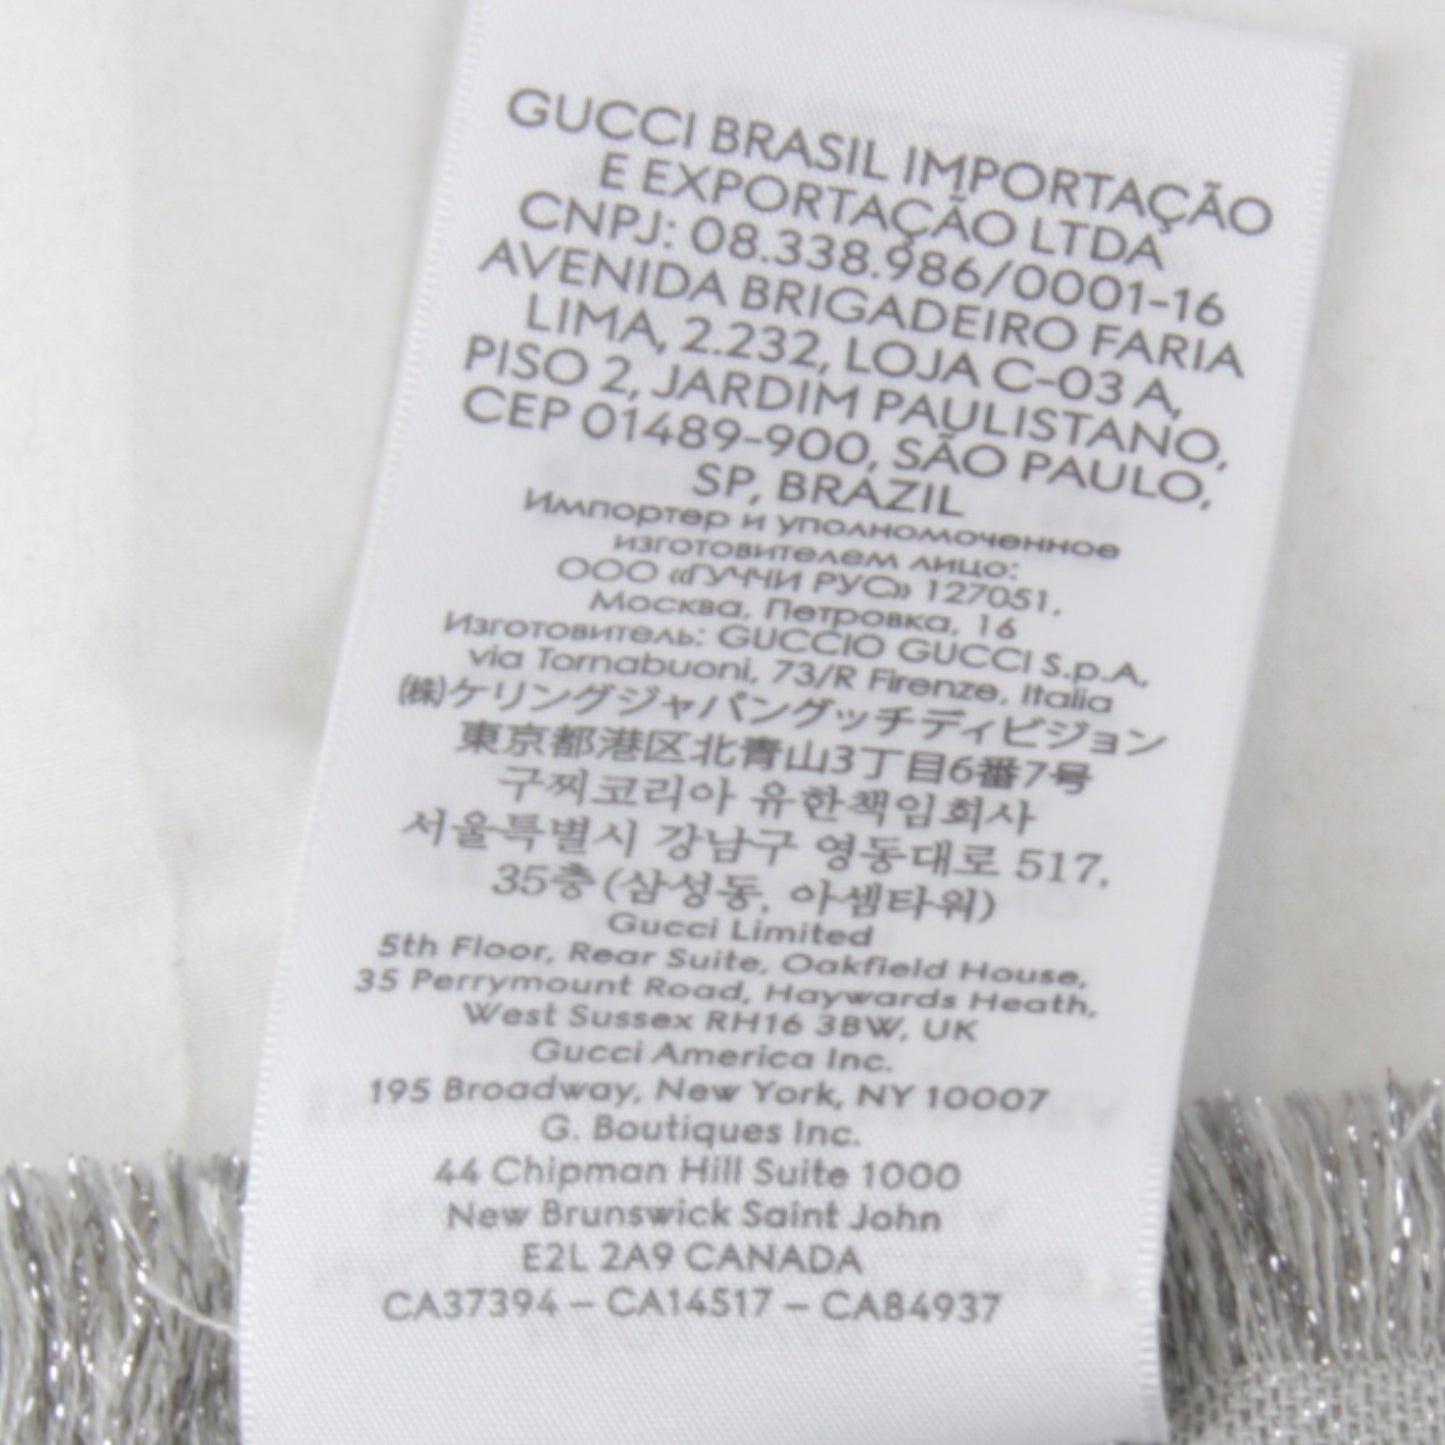 GUCCI BRASIL IMPORTAÇÃO
E EXPORTAÇÃO LTDA
CNPJ: 08.338.986/0001-16
AVENIDA BRIGADEIRO FARIA
LIMA, 2.232, LOJA C-03 A,
PISO 2, JARDIM PAULISTANO,
CEP 01489-900, SÃO PAULO,
SP, BRAZIL
Импортер и уполномоченное
изготовителем лицо:
ООО «ГУЧЧИ РУС» 127051,
Москва, Петровка, 16
Изготовитель: GUCCIO GUCCI S.p.A.
via Tornabuoni, 73/R Firenze, Italia
㈱ケリングジャパングッチディビジョン
東京都港区北青山3丁目6番7号
구찌코리아 유한책임회사
서울특별시 강남구 영동대로 517,
35층(삼성동, 아셈타워)
Gucci Limited
5th Floor, Rear Suite, Oakfield House,
35 Perrymount Road, Haywards Heath,
West Sussex RH16 3BW, UK
Gucci America Inc.
195 Broadway, New York, NY 10007
G. Boutiques Inc.
44 Chipman Hill Suite 1000
New Brunswick Saint John
E2L 2A9 CANADA
CA37394 – CA14517 – CA84937